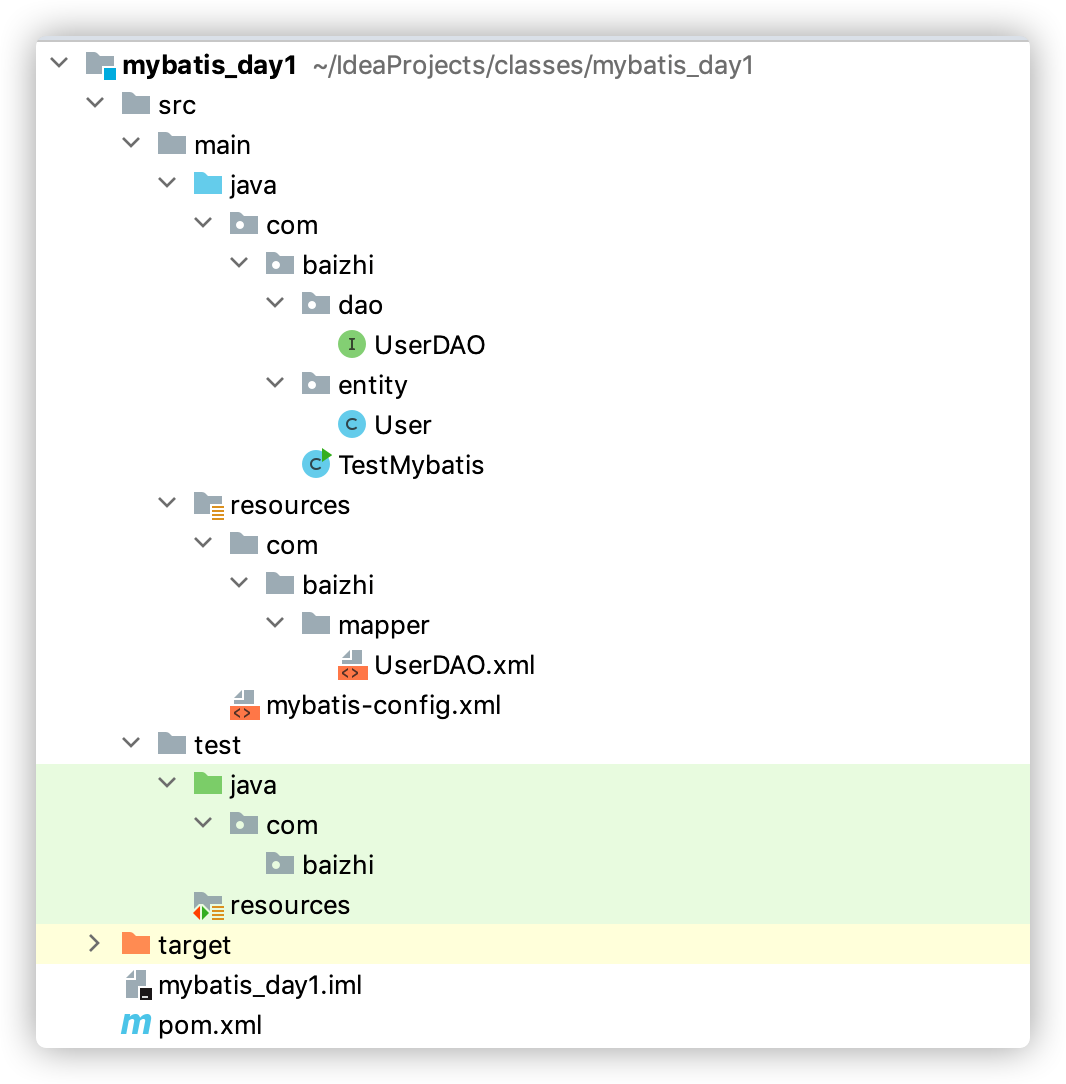 mybatis_day1 ~/IdeaProjects/classes/mybatis_day1
src
main
java
com
baizhi
dao
I UserDAO
entity
C User
C TestMybatis
resources
com
baizhi
mapper
<> UserDAO.xml
<> mybatis-config.xml
test
java
com
baizhi
resources
target
mybatis_day1.iml
m pom.xml